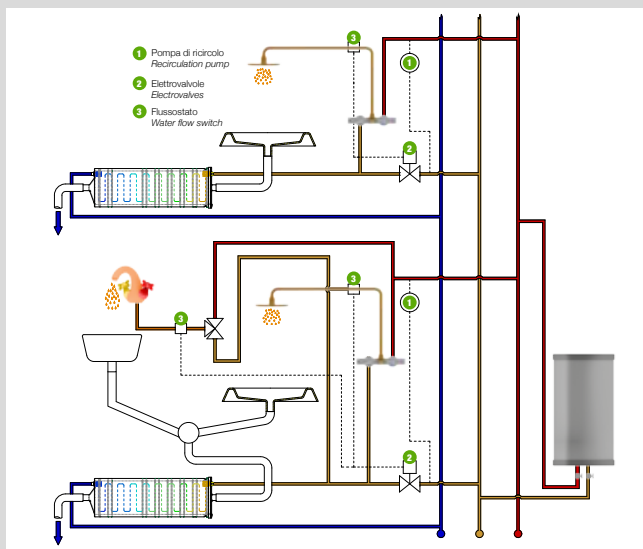 1 Pompa di ricircolo
Recirculation pump
2 Elettrovalvole
Electrovalves
3 Flussostato
Water flow switch
3
1
2
3
3
1
2